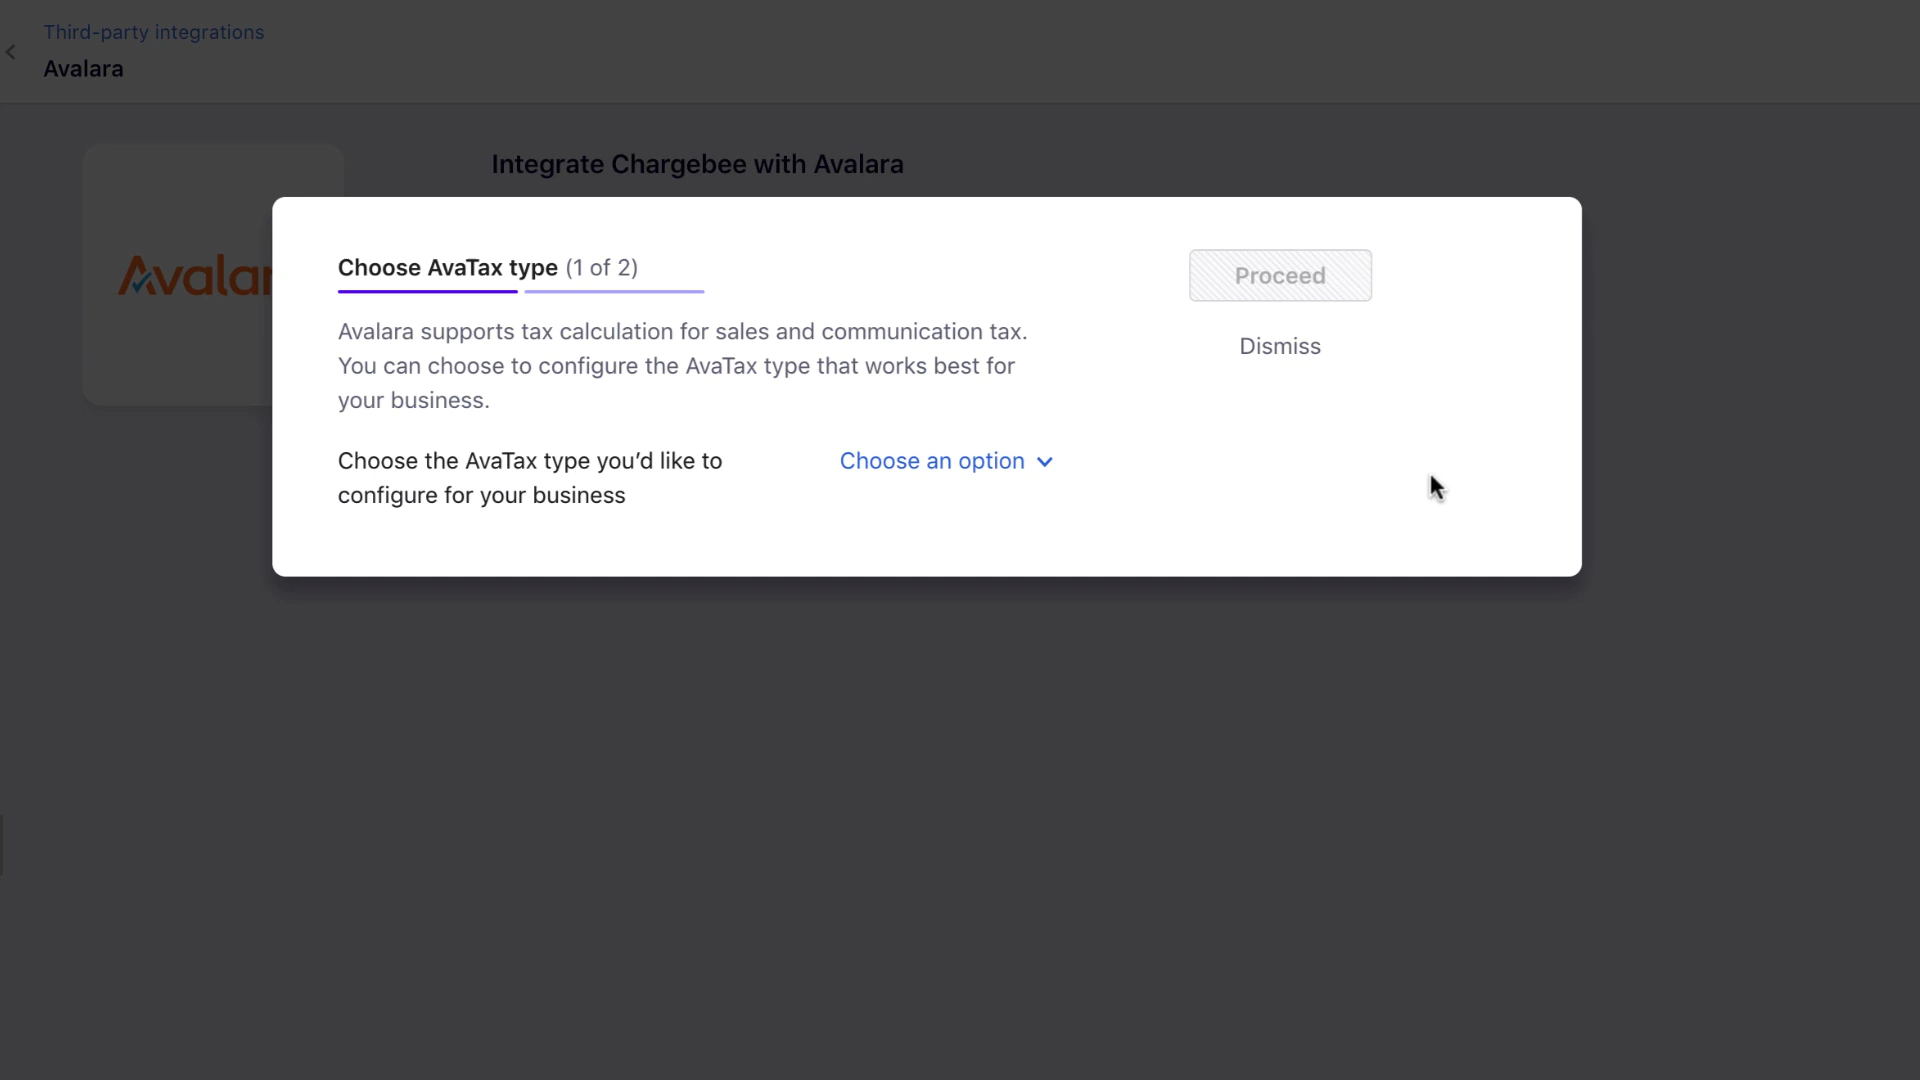 Third-party integrations
Avalara
Integrate Chargebee with Avalara
Avalar
Choose AvaTax type (1 of 2)
Proceed
Avalara supports tax calculation for sales and communication tax.
You can choose to configure the AvaTax type that works best for
your business.
Dismiss
Choose the AvaTax type you’d like to
configure for your business
Choose an option